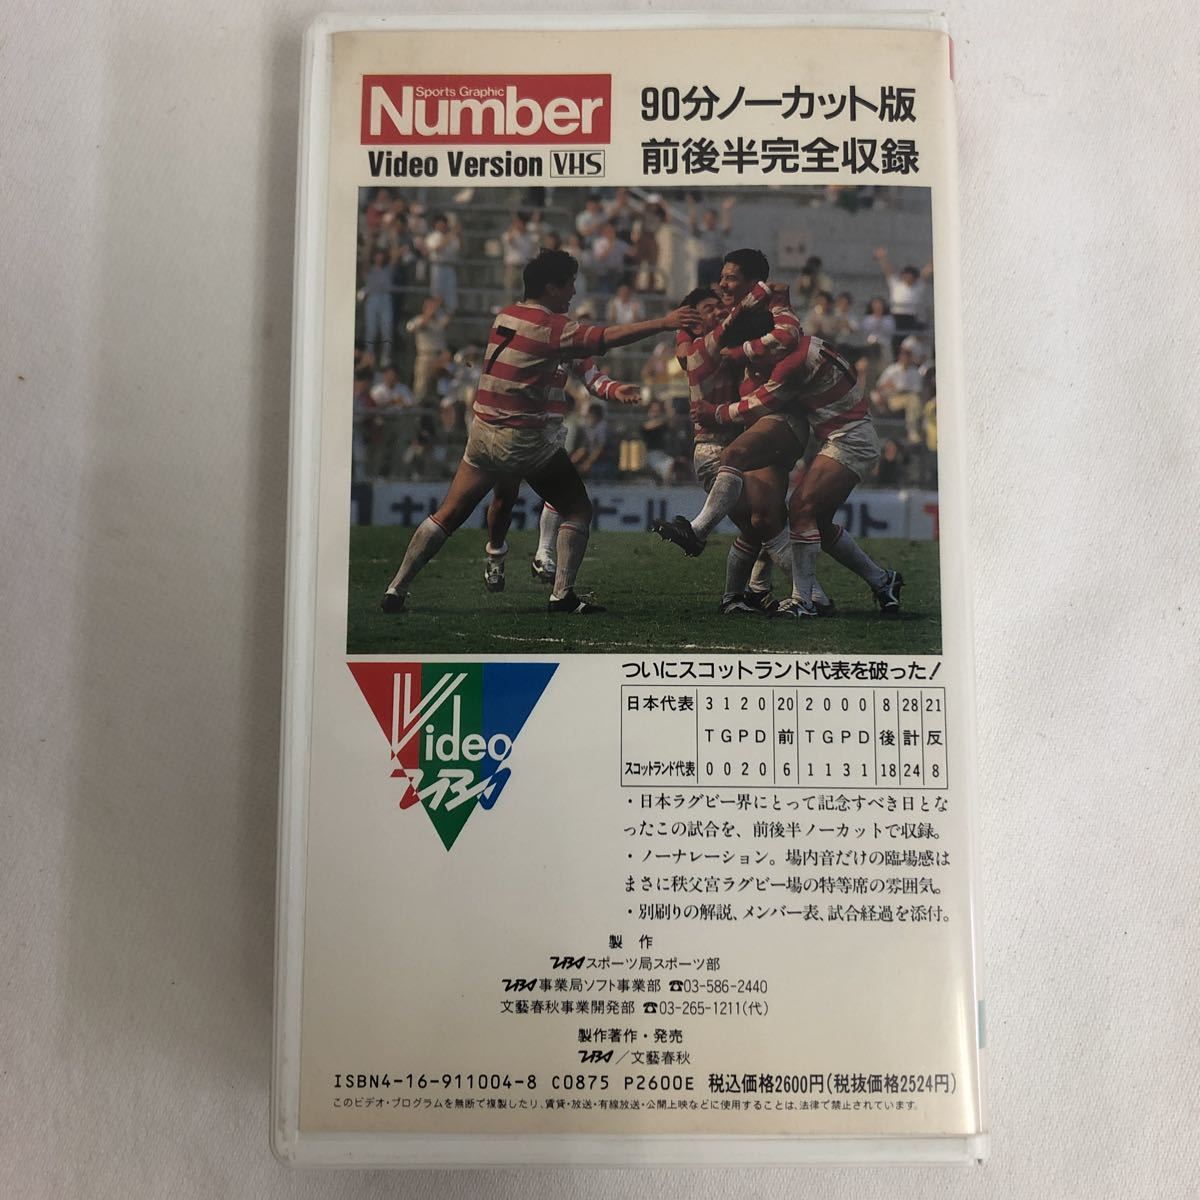 Sports Graphic
Number
Video Version VHS
90分ノーカット版
前後半完全収録
7
ついにスコットランド代表を破った!
日本代表 3 1 2 0 20 2 0 0 0 8 28 21
T G P D 前 T G P D 後 計 反
スコットランド代表 0 0 2 0 6 1 1 3 1 18 24 8
Video
TBS
・日本ラグビー界にとって記念すべき日とな
ったこの試合を、前後半ノーカットで収録。
・ノーナレーション。場内音だけの臨場感は
まさに秩父宮ラグビー場の特等席の雰囲気。
・別刷りの解説、メンバー表、試合経過を添付。
製 作
TBSスポーツ局スポーツ部
TBS事業局ソフト事業部 ☎03-586-2440
文藝春秋事業開発部 ☎03-265-1211(代)
製作著作・発売
TBS/文藝春秋
ISBN4-16-911004-8 C0875 P2600E 税込価格2600円(税抜価格2524円)
このビデオ・プログラムを無断で複製したり、賃貸・放送・有線放送・公開上映などに使用することは、法律で禁止されています。